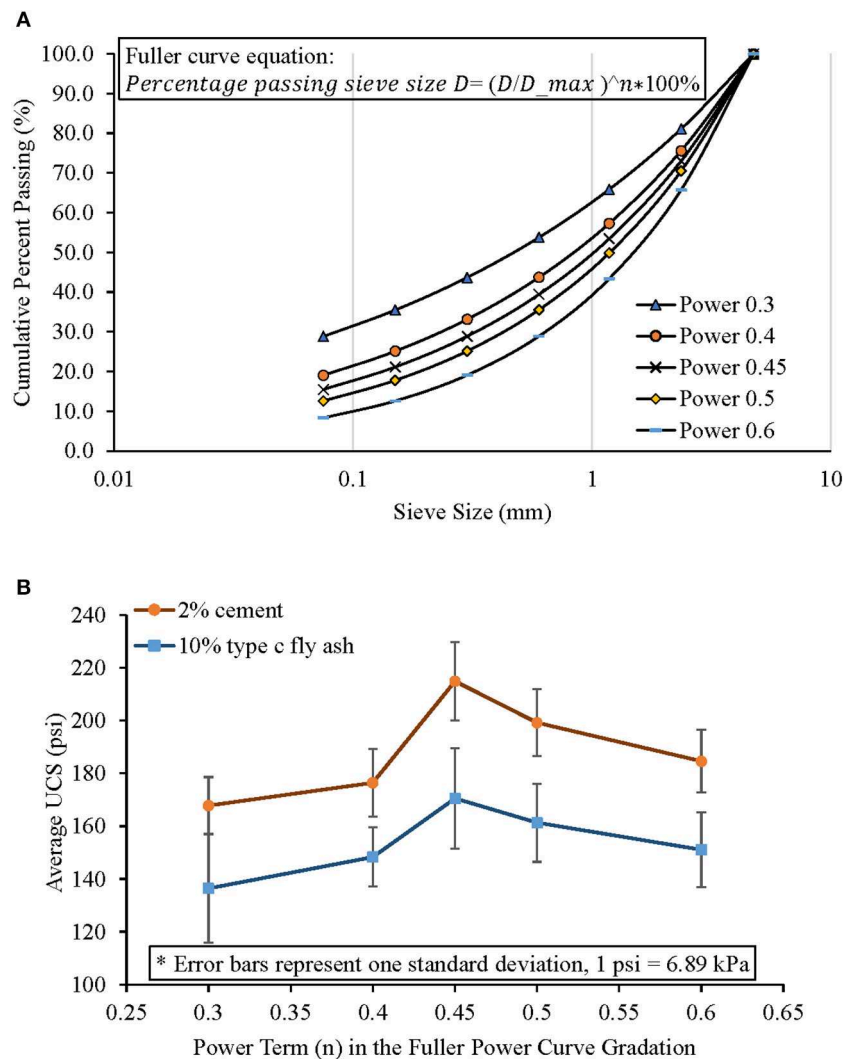 A
Fuller curve equation:
Percentage passing sieve size D= (D/D_max )^n*100%
100.0
90.0
80.0
70.0
60.0
50.0
40.0
30.0
20.0
10.0
0.0
Cumulative Percent Passing (%)
Power 0.3
Power 0.4
Power 0.45
Power 0.5
Power 0.6
0.01 0.1 1 10
Sieve Size (mm)
B
2% cement
10% type c fly ash
240
220
200
180
160
140
120
100
Average UCS (psi)
* Error bars represent one standard deviation, 1 psi = 6.89 kPa
0.25 0.3 0.35 0.4 0.45 0.5 0.55 0.6 0.65
Power Term (n) in the Fuller Power Curve Gradation